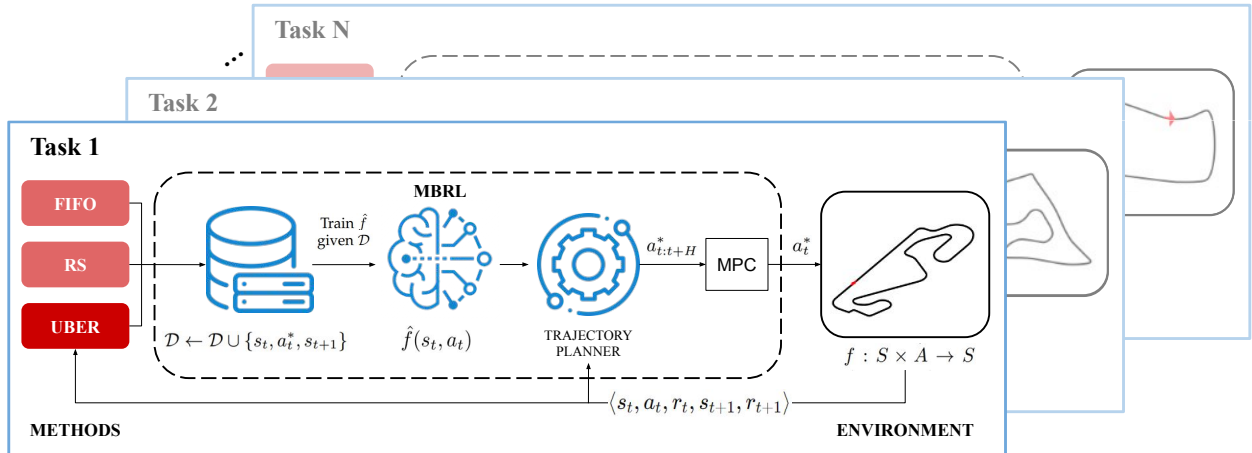 Task N
...
Task 2
Task 1
MBRL
FIFO
RS
UBER
Train f̂
given 𝒟
a*_{t:t+H}
MPC
a*_t
𝒟 ← 𝒟 ∪ {s_t, a*_t, s_{t+1}}
f̂(s_t, a_t)
TRAJECTORY
PLANNER
f : S × A → S
⟨s_t, a_t, r_t, s_{t+1}, r_{t+1}⟩
METHODS
ENVIRONMENT